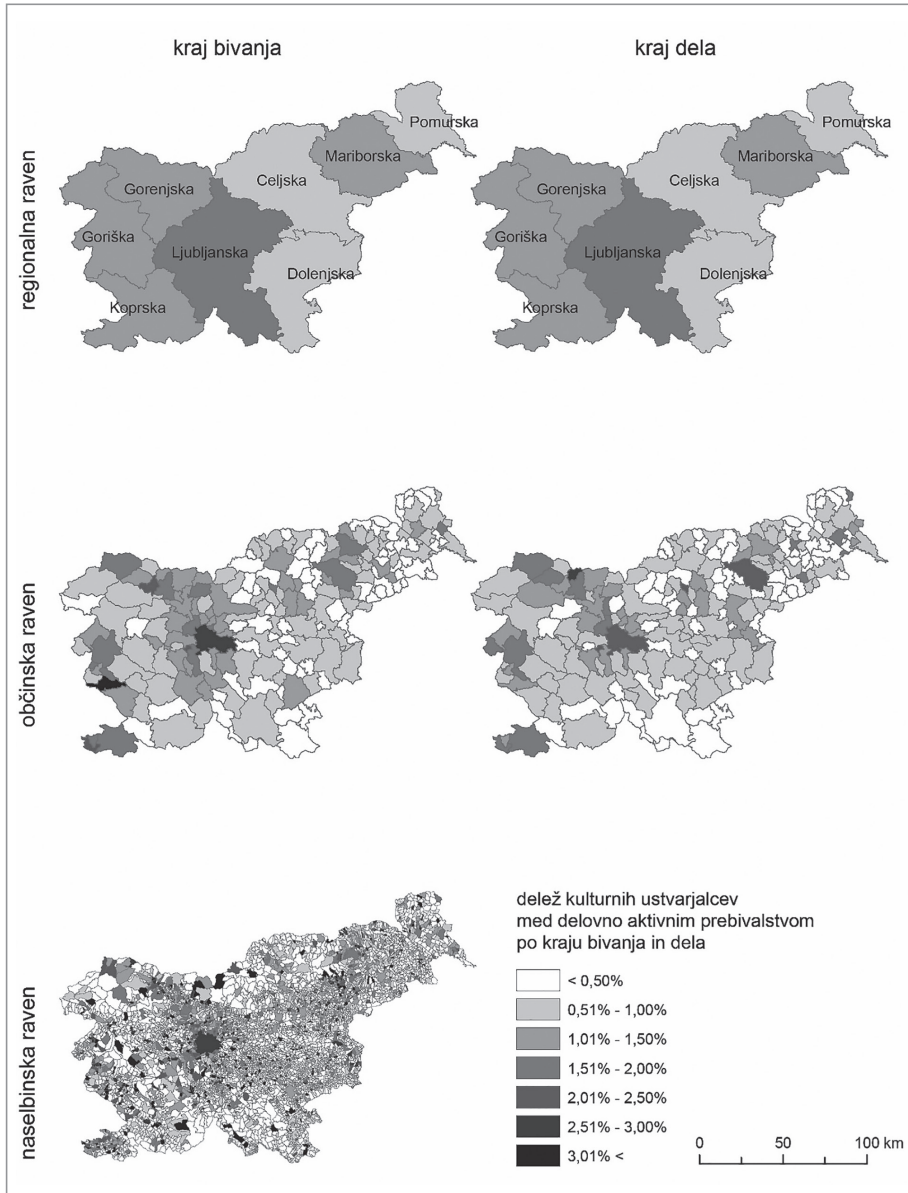 kraj bivanja
kraj dela
regionalna raven
Pomurska
Mariborska
Gorenjska
Celjska
Goriška
Ljubljanska
Dolenjska
Koprska
Pomurska
Mariborska
Gorenjska
Celjska
Goriška
Ljubljanska
Dolenjska
Koprska
občinska raven
naselbinska raven
delež kulturnih ustvarjalcev
med delovno aktivnim prebivalstvom
po kraju bivanja in dela
< 0,50%
0,51% - 1,00%
1,01% - 1,50%
1,51% - 2,00%
2,01% - 2,50%
2,51% - 3,00%
3,01% <
0 50 100 km